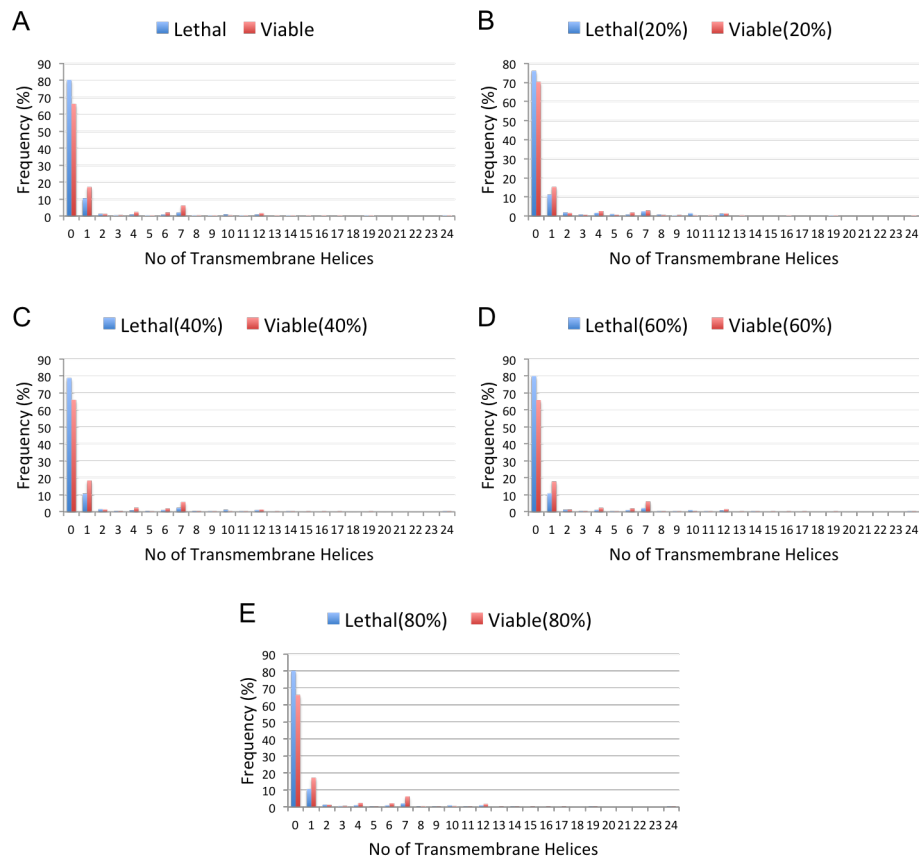 A
Lethal Viable
Frequency (%)
90
80
70
60
50
40
30
20
10
0
0 1 2 3 4 5 6 7 8 9 10 11 12 13 14 15 16 17 18 19 20 21 22 23 24
No of Transmembrane Helices
B
Lethal(20%) Viable(20%)
Frequency (%)
80
70
60
50
40
30
20
10
0
0 1 2 3 4 5 6 7 8 9 10 11 12 13 14 15 16 17 18 19 20 21 22 23 24
No of Transmembrane Helices
C
Lethal(40%) Viable(40%)
Frequency (%)
90
80
70
60
50
40
30
20
10
0
0 1 2 3 4 5 6 7 8 9 10 11 12 13 14 15 16 17 18 19 20 21 22 23 24
No of Transmembrane Helices
D
Lethal(60%) Viable(60%)
Frequency (%)
90
80
70
60
50
40
30
20
10
0
0 1 2 3 4 5 6 7 8 9 10 11 12 13 14 15 16 17 18 19 20 21 22 23 24
No of Transmembrane Helices
E
Lethal(80%) Viable(80%)
Frequency (%)
90
80
70
60
50
40
30
20
10
0
0 1 2 3 4 5 6 7 8 9 10 11 12 13 14 15 16 17 18 19 20 21 22 23 24
No of Transmembrane Helices